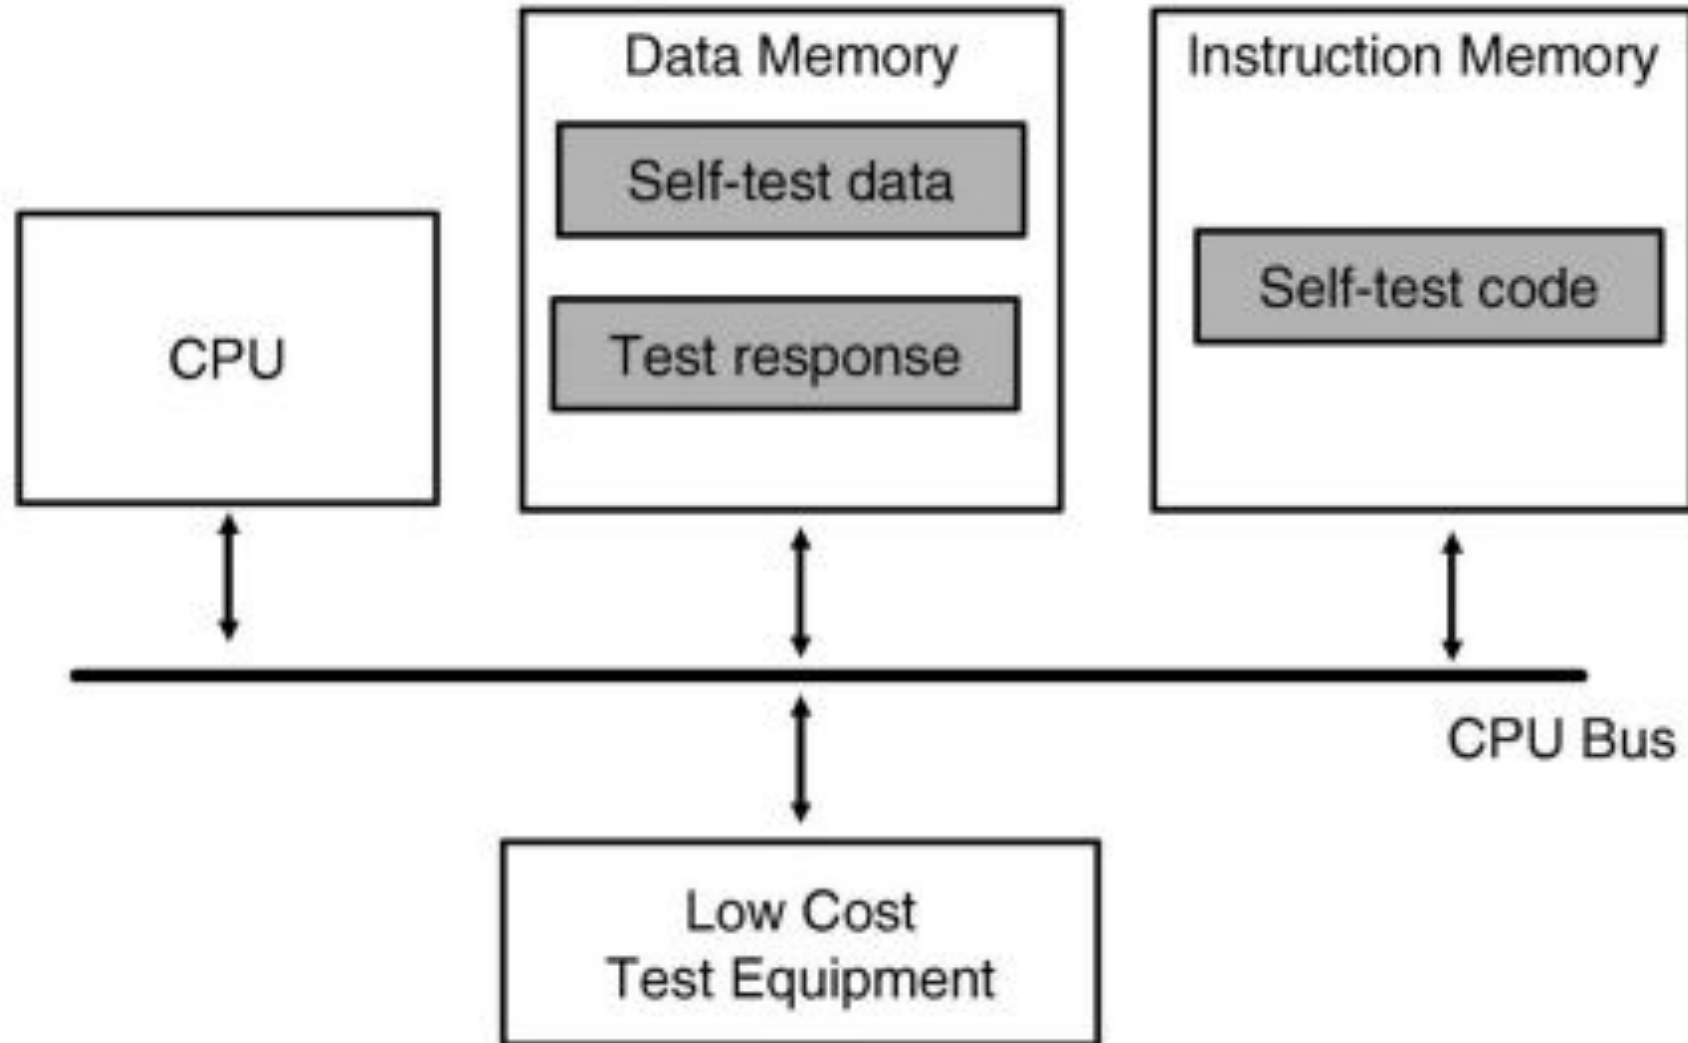 Data Memory
Instruction Memory
Self-test data
Self-test code
CPU
Test response
CPU Bus
Low Cost
Test Equipment